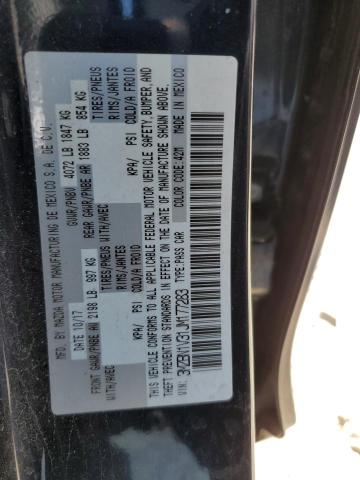 MFD. BY: MAZDA MOTOR MANUFACTURING DE MEXICO S.A. DE C.V.
DATE: 10/17 GVWR/PNBV 4072 LB 1847 KG
FRONT GAWR/PNBE AV 2198 LB 997 KG REAR GAWR/PNBE AR 1883 LB 854 KG
WITH/AVEC TIRES/PNEUS WITH/AVEC TIRES/PNEUS
RIMS/JANTES RIMS/JANTES
KPA/ PSI COLD/A FROID KPA/ PSI COLD/A FROID
THIS VEHICLE CONFORMS TO ALL APPLICABLE FEDERAL MOTOR VEHICLE SAFETY, BUMPER, AND
THEFT PREVENTION STANDARDS IN EFFECT ON THE DATE OF MANUFACTURE SHOWN ABOVE.
COLOR CODE: 42M MADE IN MEXICO
VIN: TYPE: PASS CAR